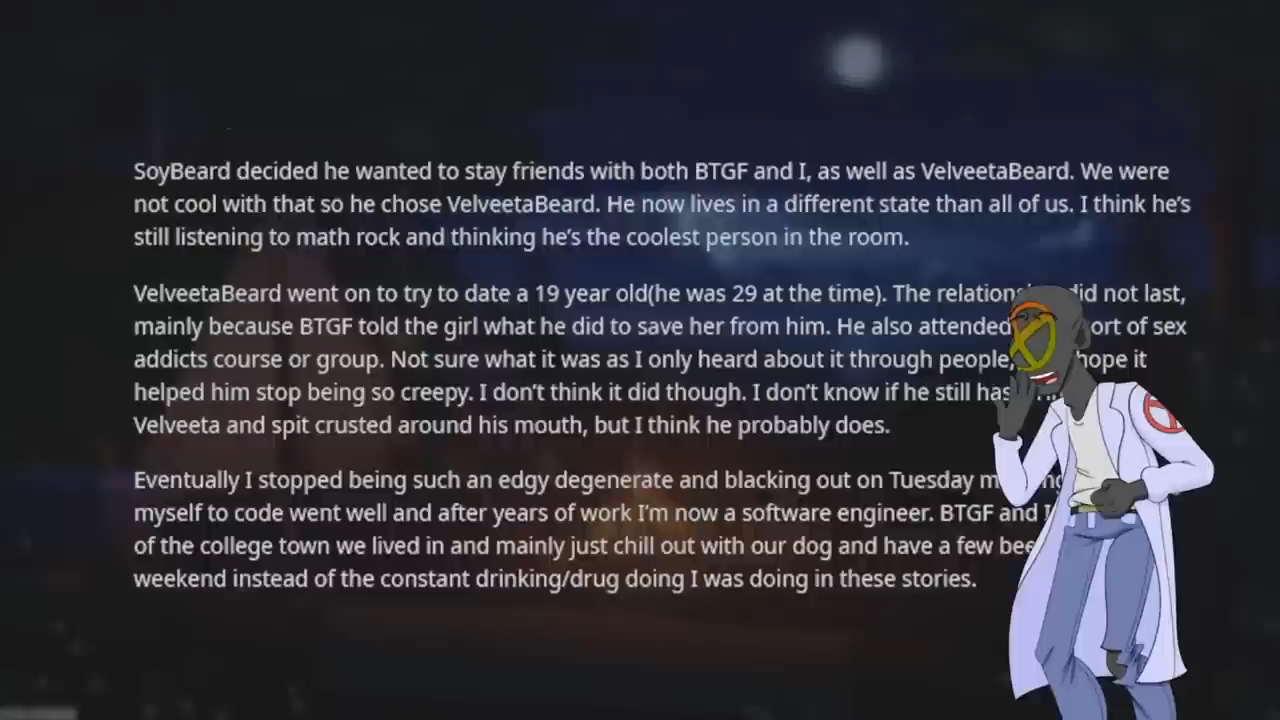 SoyBeard decided he wanted to stay friends with both BTGF and I, as well as VelveetaBeard. We were
not cool with that so he chose VelveetaBeard. He now lives in a different state than all of us. I think he's
still listening to math rock and thinking he's the coolest person in the room.
VelveetaBeard went on to try to date a 19 year old(he was 29 at the time). The did not last,
mainly because BTGF told the girl what he did to save her from him. He also attended of sex
addicts course or group. Not sure what it was as I only heard about it through people, hope it
helped him stop being so creepy. I don't think it did though. I don't know if he still has
Velveeta and spit crusted around his mouth, but I think he probably does.
Eventually I stopped being such an edgy degenerate and blacking out on Tuesday
myself to code went well and after years of work I'm now a software engineer. BTGF and I
of the college town we lived in and mainly just chill out with our dog and have a few
weekend instead of the constant drinking/drug doing I was doing in these stories.